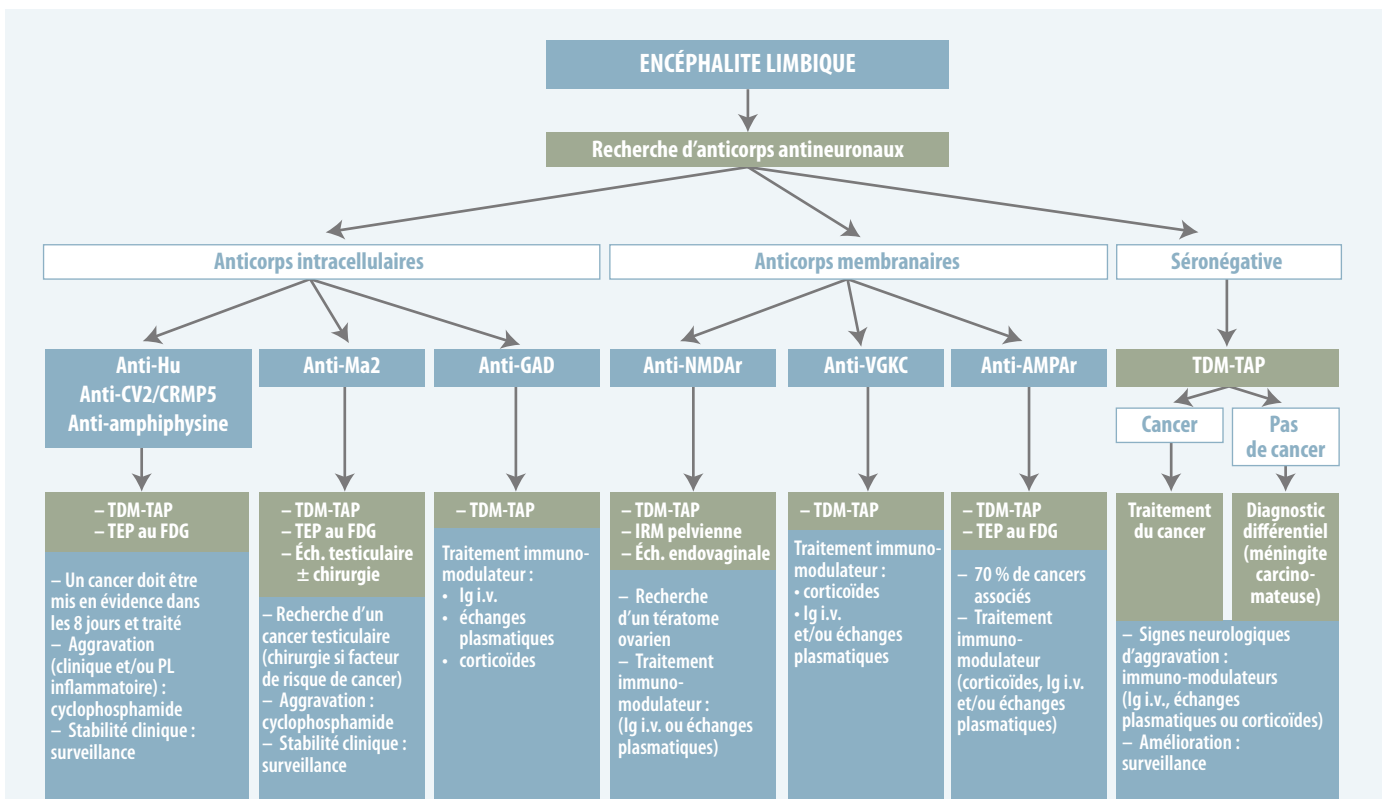 ENCÉPHALITE LIMBIQUE
Recherche d’anticorps antineuronaux
Anticorps intracellulaires
Anticorps membranaires
Séronégative
Anti-Hu
Anti-CV2/CRMP5
Anti-amphiphysine
Anti-Ma2
Anti-GAD
Anti-NMDAr
Anti-VGKC
Anti-AMPAr
TDM-TAP
Cancer
Pas
de cancer
– TDM-TAP
– TEP au FDG
– Un cancer doit être
mis en évidence dans
les 8 jours et traité
– Aggravation
(clinique et/ou PL
inflammatoire) :
cyclophosphamide
– Stabilité clinique :
surveillance
– TDM-TAP
– TEP au FDG
– Éch. testiculaire
± chirurgie
– Recherche d’un
cancer testiculaire
(chirurgie si facteur
de risque de cancer)
– Aggravation :
cyclophosphamide
– Stabilité clinique :
surveillance
– TDM-TAP
Traitement immuno-
modulateur :
• Ig i.v.
• échanges
plasmatiques
• corticoïdes
– TDM-TAP
– IRM pelvienne
– Éch. endovaginale
– Recherche
d’un tératome
ovarien
– Traitement
immuno-
modulateur :
(Ig i.v. ou échanges
plasmatiques)
– TDM-TAP
Traitement immuno-
modulateur :
• corticoïdes
• Ig i.v.
et/ou échanges
plasmatiques
– TDM-TAP
– TEP au FDG
– 70 % de cancers
associés
– Traitement
immuno-
modulateur
(corticoïdes, Ig i.v.
et/ou échanges
plasmatiques)
Traitement
du cancer
Diagnostic
différentiel
(méningite
carcino-
mateuse)
– Signes neurologiques
d’aggravation :
immuno-modulateurs
(Ig i.v., échanges
plasmatiques ou corticoïdes)
– Amélioration :
surveillance